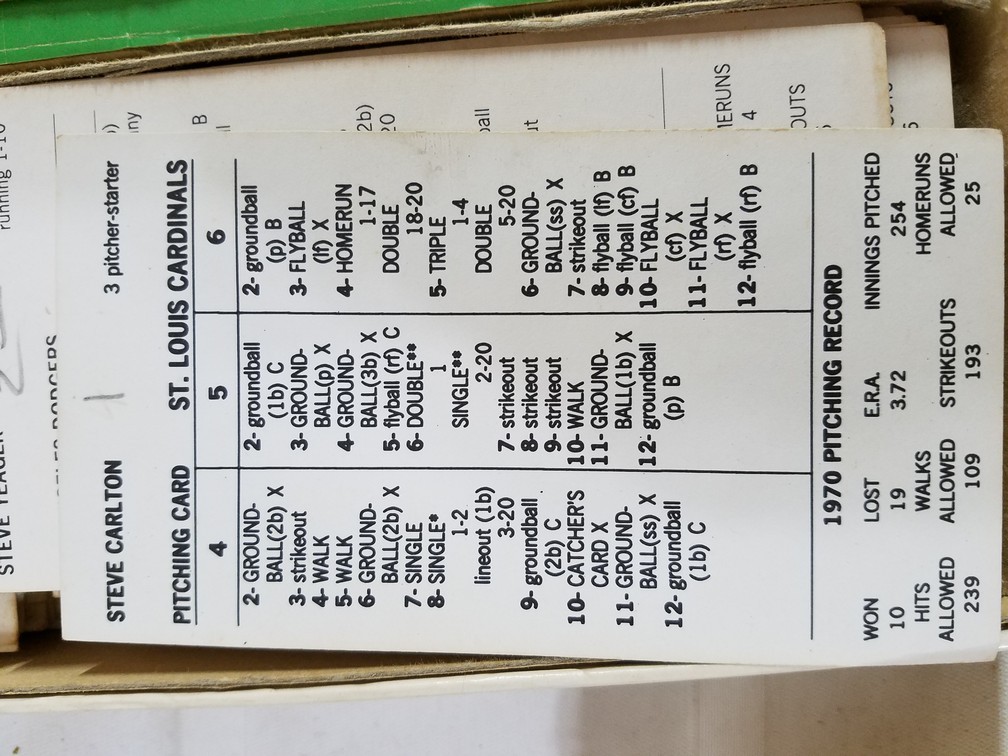 STEVE CARLTON 1 3 pitcher-starter
PITCHING CARD ST. LOUIS CARDINALS
4
2- GROUND-
BALL(2b) X
3- strikeout
4- WALK
5- WALK
6- GROUND-
BALL(2b) X
7- SINGLE
8- SINGLE*
1-2
lineout (1b)
3-20
9- groundball
(2b) C
10- CATCHER'S
CARD X
11- GROUND-
BALL(ss) X
12- groundball
(1b) C
5
2- groundball
(1b) C
3- GROUND-
BALL(p) X
4- GROUND-
BALL(3b) X
5- flyball (rf) C
6- DOUBLE**
1
SINGLE**
2-20
7- strikeout
8- strikeout
9- strikeout
10- WALK
11- GROUND-
BALL(1b) X
12- groundball
(p) B
6
2- groundball
(p) B
3- FLYBALL
(lf) X
4- HOMERUN
1-17
DOUBLE
18-20
5- TRIPLE
1-4
DOUBLE
5-20
6- GROUND-
BALL(ss) X
7- strikeout
8- flyball (lf) B
9- flyball (cf) B
10- FLYBALL
(cf) X
11- FLYBALL
(rf) X
12- flyball (rf) B
1970 PITCHING RECORD
WON LOST E.R.A. INNINGS PITCHED
10 19 3.72 254
HITS WALKS HOMERUNS
ALLOWED ALLOWED STRIKEOUTS ALLOWED
239 109 193 25
STEVE YEAGER
running 1-10
B
2b)
20
4